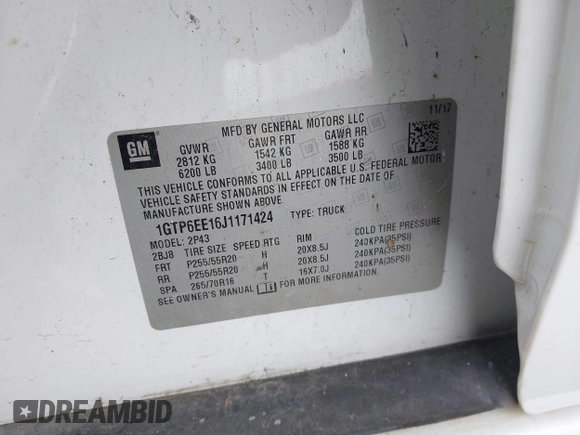 11/17
GM
MFD BY GENERAL MOTORS LLC
GVWR GAWR FRT GAWR RR
2812 KG 1542 KG 1588 KG
6200 LB 3400 LB 3500 LB
THIS VEHICLE CONFORMS TO ALL APPLICABLE U.S. FEDERAL MOTOR
VEHICLE SAFETY STANDARDS IN EFFECT ON THE DATE OF
MANUFACTURE SHOWN ABOVE.
1GTP6EE16J1171424 TYPE: TRUCK
MODEL: 2P43
2BJ8 TIRE SIZE SPEED RTG RIM COLD TIRE PRESSURE
FRT P255/55R20 H 20X8.5J 240KPA(35PSI)
RR P255/55R20 H 20X8.5J 240KPA(35PSI)
SPA 265/70R16 T 16X7.0J 240KPA(35PSI)
SEE OWNER'S MANUAL FOR MORE INFORMATION.
DREAMBID